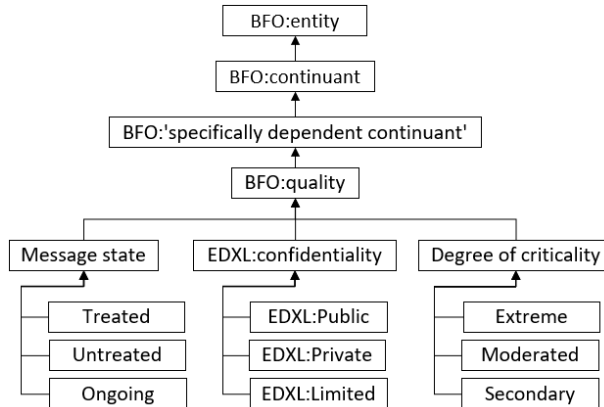 BFO:entity
BFO:continuant
BFO:'specifically dependent continuant'
BFO:quality
Message state
EDXL:confidentiality
Degree of criticality
Treated
EDXL:Public
Extreme
Untreated
EDXL:Private
Moderated
Ongoing
EDXL:Limited
Secondary